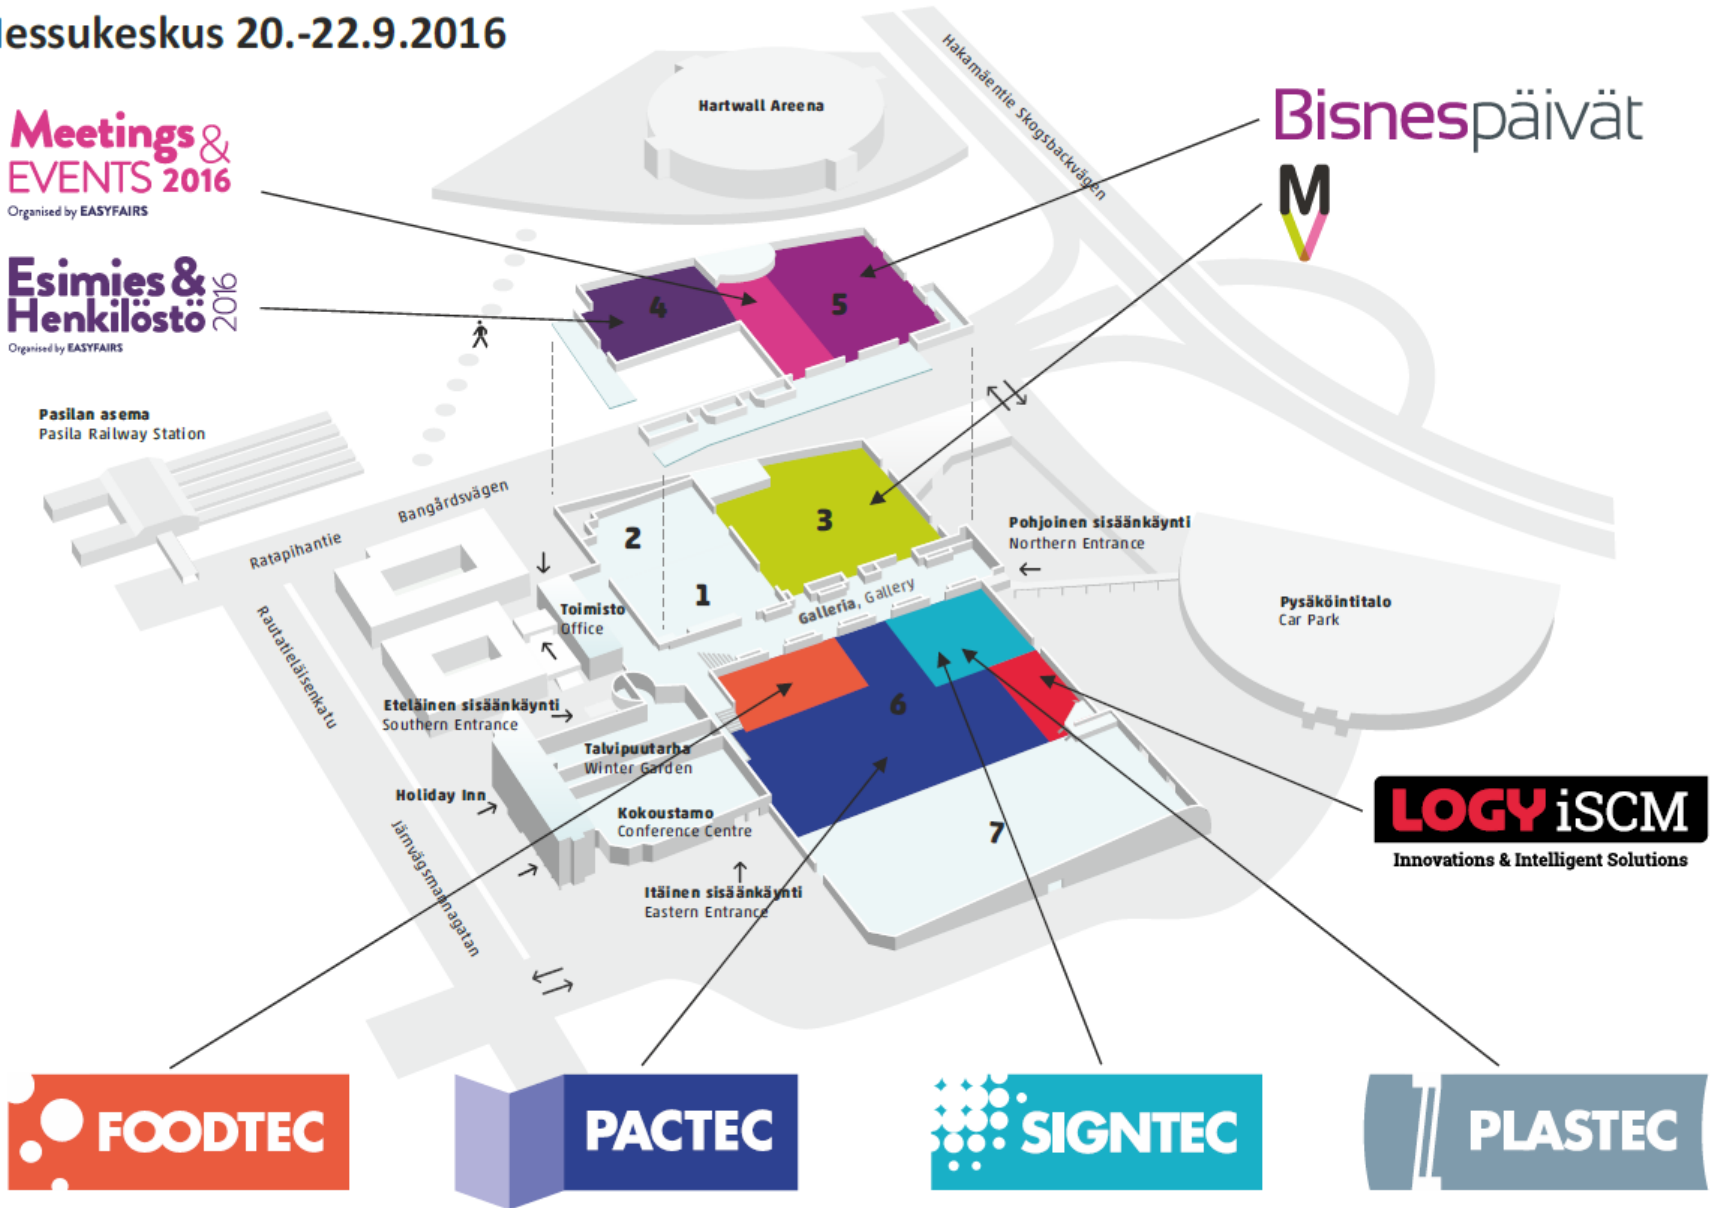 essukeskus 20.-22.9.2016
Meetings &
EVENTS 2016
Organised by EASYFAIRS
Esimies &
Henkilöstö
2016
Organised by EASYFAIRS
Hartwall Areena
Hakamäentie Skogsbackvägen
Bisnespäivät
M
4
5
Pasilan asema
Pasila Railway Station
Ratapihantie
Bangårdsvägen
Rautatieläisenkatu
Järnvägsmannagatan
2
3
1
Galleria, Gallery
Pohjoinen sisäänkäynti
Northern Entrance
Toimisto
Office
Pysäköintitalo
Car Park
Eteläinen sisäänkäynti
Southern Entrance
6
Talvipuutarha
Winter Garden
Holiday Inn
Kokoustamo
Conference Centre
7
Itäinen sisäänkäynti
Eastern Entrance
LOGY iSCM
Innovations & Intelligent Solutions
FOODTEC
PACTEC
SIGNTEC
PLASTEC